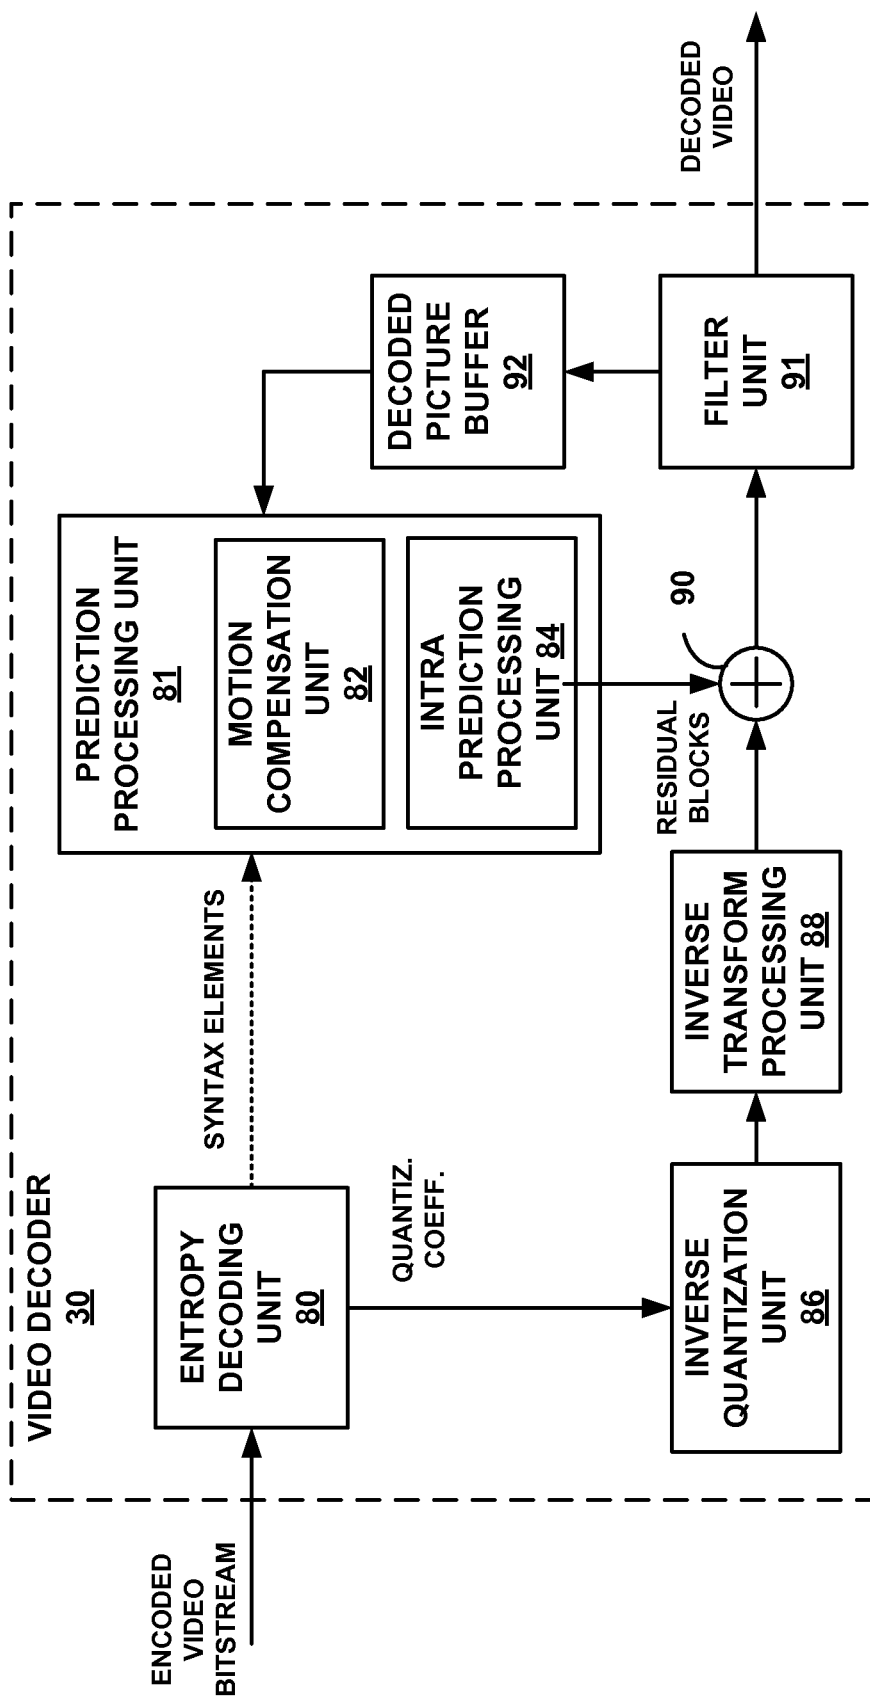 VIDEO DECODER
30
ENCODED
VIDEO
BITSTREAM
ENTROPY
DECODING
UNIT
80
SYNTAX ELEMENTS
QUANTIZ.
COEFF.
PREDICTION
PROCESSING UNIT
81
MOTION
COMPENSATION
UNIT
82
INTRA
PREDICTION
PROCESSING
UNIT 84
DECODED
PICTURE
BUFFER
92
INVERSE
QUANTIZATION
UNIT
86
INVERSE
TRANSFORM
PROCESSING
UNIT 88
RESIDUAL
BLOCKS
90
FILTER
UNIT
91
DECODED
VIDEO